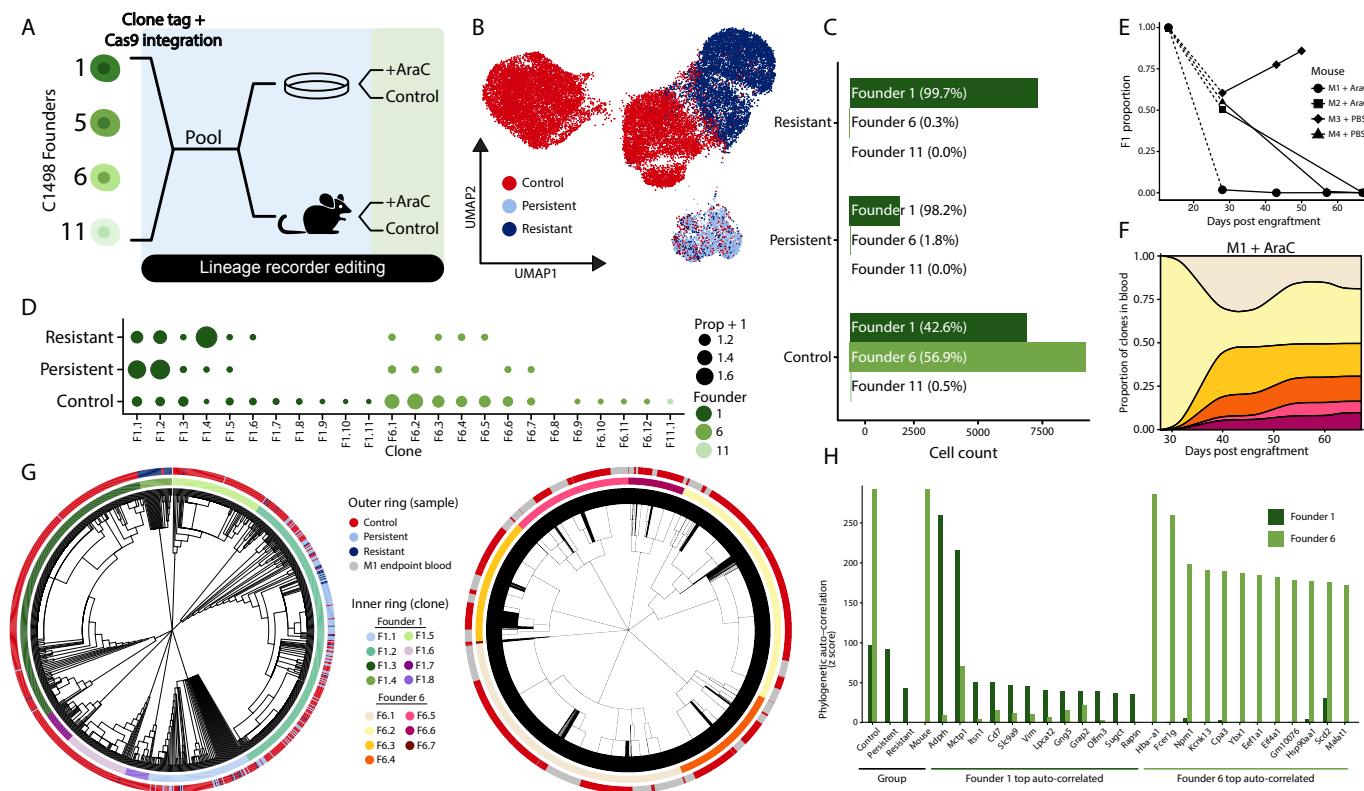 A
Clone tag +
Cas9 integration
C1498 Founders
1
5
6
11
Pool
+AraC
Control
+AraC
Control
Lineage recorder editing
B
UMAP2
UMAP1
Control
Persistent
Resistant
C
Resistant
Persistent
Control
Founder 1 (99.7%)
Founder 6 (0.3%)
Founder 11 (0.0%)
Founder 1 (98.2%)
Founder 6 (1.8%)
Founder 11 (0.0%)
Founder 1 (42.6%)
Founder 6 (56.9%)
Founder 11 (0.5%)
0 2500 5000 7500
Cell count
D
Resistant
Persistent
Control
F1.1 F1.2 F1.3 F1.4 F1.5 F1.6 F1.7 F1.8 F1.9 F1.10 F1.11 F6.1 F6.2 F6.3 F6.4 F6.5 F6.6 F6.7 F6.8 F6.9 F6.10 F6.11 F6.12 F11.1
Clone
Prop + 1
1.2
1.4
1.6
Founder
1
6
11
E
F1 proportion
1.00
0.75
0.50
0.25
0.00
20 30 40 50 60
Days post engraftment
Mouse
M1 + Ara
M2 + Ara
M3 + PBS
M4 + PBS
F
M1 + AraC
Proportion of clones in blood
1.00
0.75
0.50
0.25
0.00
30 40 50 60
Days post engraftment
G
Outer ring (sample)
Control
Persistent
Resistant
M1 endpoint blood
Inner ring (clone)
Founder 1
F1.1 F1.5
F1.2 F1.6
F1.3 F1.7
F1.4 F1.8
Founder 6
F6.1 F6.5
F6.2 F6.6
F6.3 F6.7
F6.4
H
Phylogenetic auto-correlation
(z score)
250
200
150
100
50
0
Founder 1
Founder 6
Control Persistent Resistant Mouse Adprh Mctp1 Itsn1 Cd7 Slc9a9 Vim Lpcat2 Gng5 Grap2 Olfm3 Sugct Rapin Hba-a1 Fcer1g Npm1 Kcnk13 Cpa3 Ybx1 Eef1a1 Eif4a1 Gm10076 Hsp90aa1 Scd2 Malat1
Group
Founder 1 top auto-correlated
Founder 6 top auto-correlated